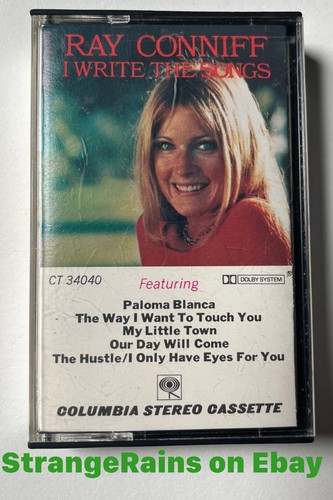 RAY CONNIFF
I WRITE THE SONGS
CT 34040
Featuring
DOLBY SYSTEM
®
Paloma Blanca
The Way I Want To Touch You
My Little Town
Our Day Will Come
The Hustle/I Only Have Eyes For You
COLUMBIA STEREO CASSETTE
StrangeRains on Ebay